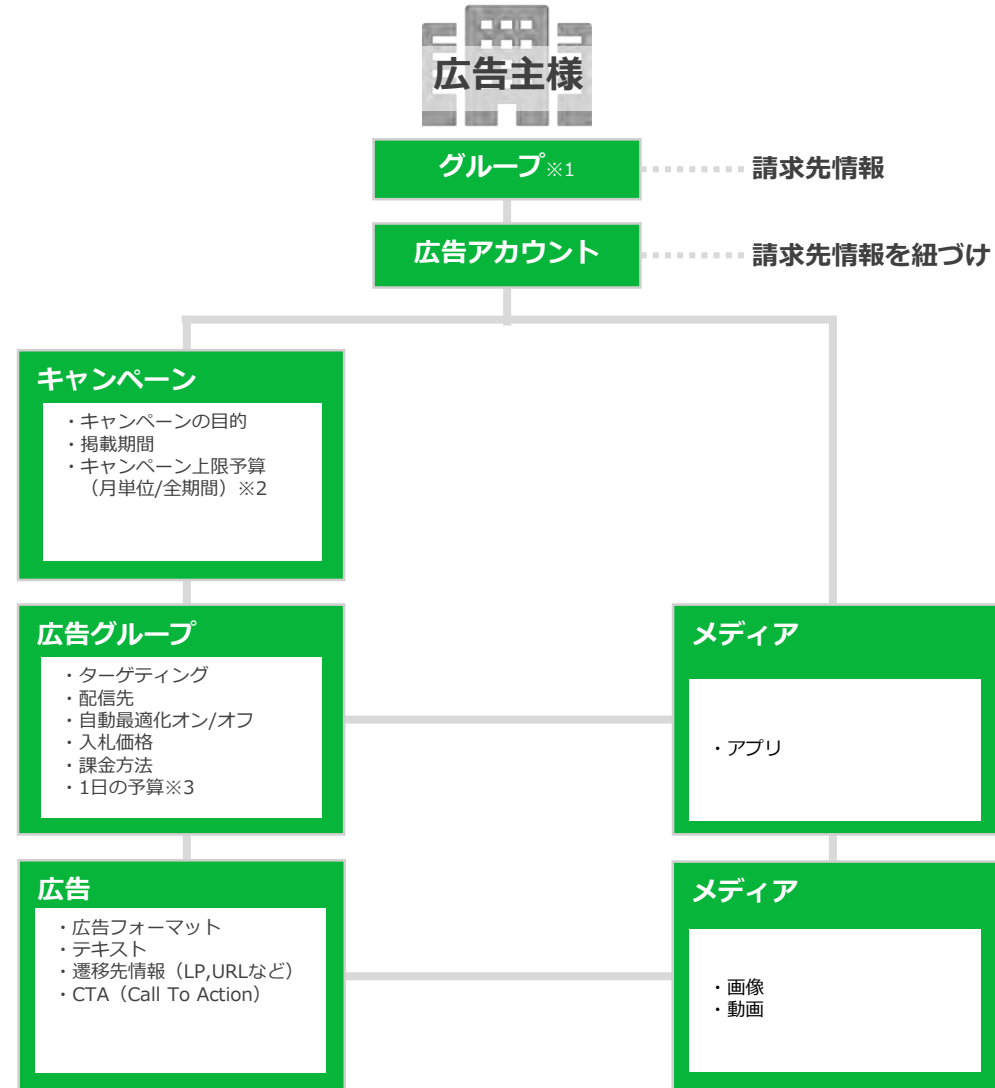 広告主様
グループ※1
請求先情報
広告アカウント
請求先情報を紐づけ
キャンペーン
・キャンペーンの目的
・掲載期間
・キャンペーン上限予算
（月単位/全期間）※2
広告グループ
・ターゲティング
・配信先
・自動最適化オン/オフ
・入札価格
・課金方法
・1日の予算※3
メディア
・アプリ
広告
・広告フォーマット
・テキスト
・遷移先情報（LP,URLなど）
・CTA（Call To Action）
メディア
・画像
・動画